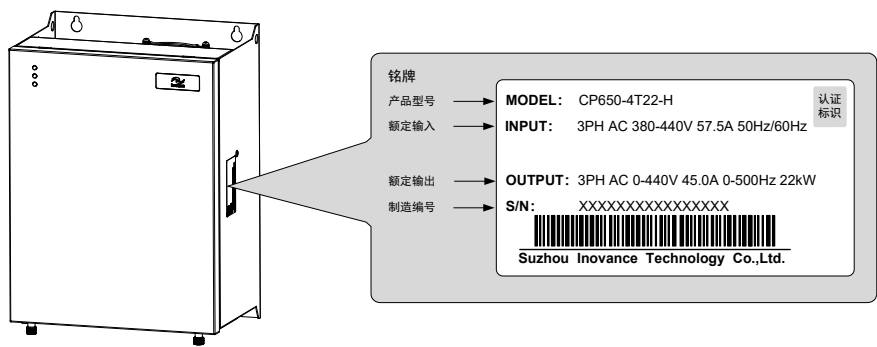 铭牌
产品型号
MODEL: CP650-4T22-H
认证
标识
额定输入
INPUT: 3PH AC 380-440V 57.5A 50Hz/60Hz
额定输出
OUTPUT: 3PH AC 0-440V 45.0A 0-500Hz 22kW
制造编号
S/N: XXXXXXXXXXXXXXXX
Suzhou Inovance Technology Co.,Ltd.